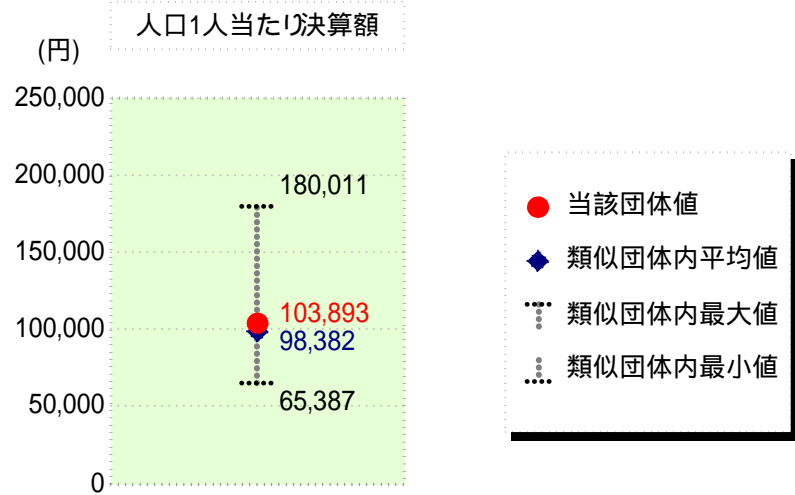 人口1人当たり決算額
(円)
250,000
200,000
150,000
100,000
50,000
0
180,011
103,893
98,382
65,387
当該団体値
類似団体内平均値
類似団体内最大値
類似団体内最小値